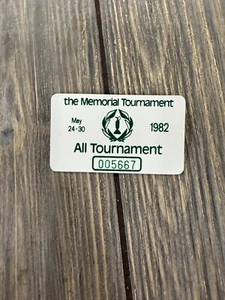 the Memorial Tournament
May
24-30 1982
All Tournament
005667